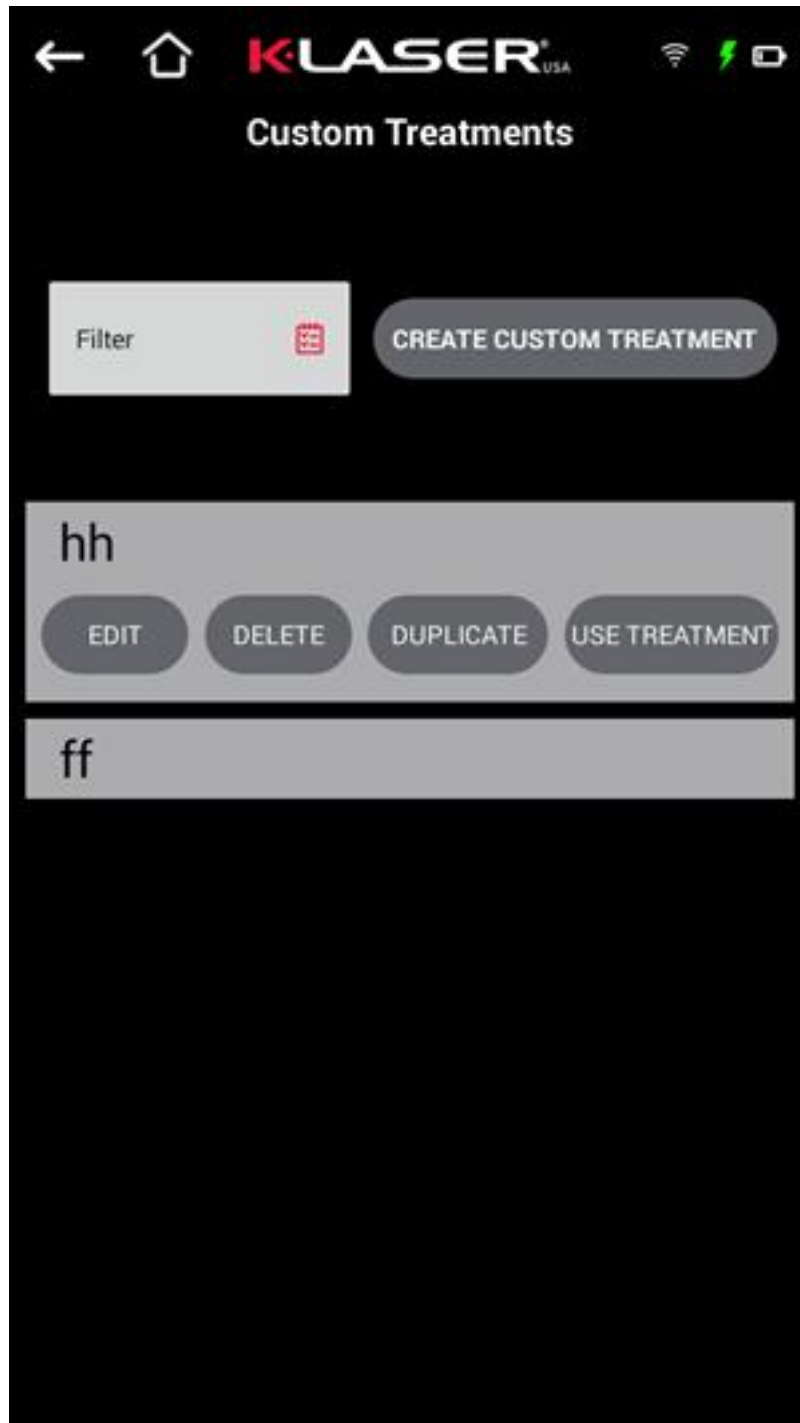 K-LASER® USA
Custom Treatments
Filter
CREATE CUSTOM TREATMENT
hh
EDIT DELETE DUPLICATE USE TREATMENT
ff